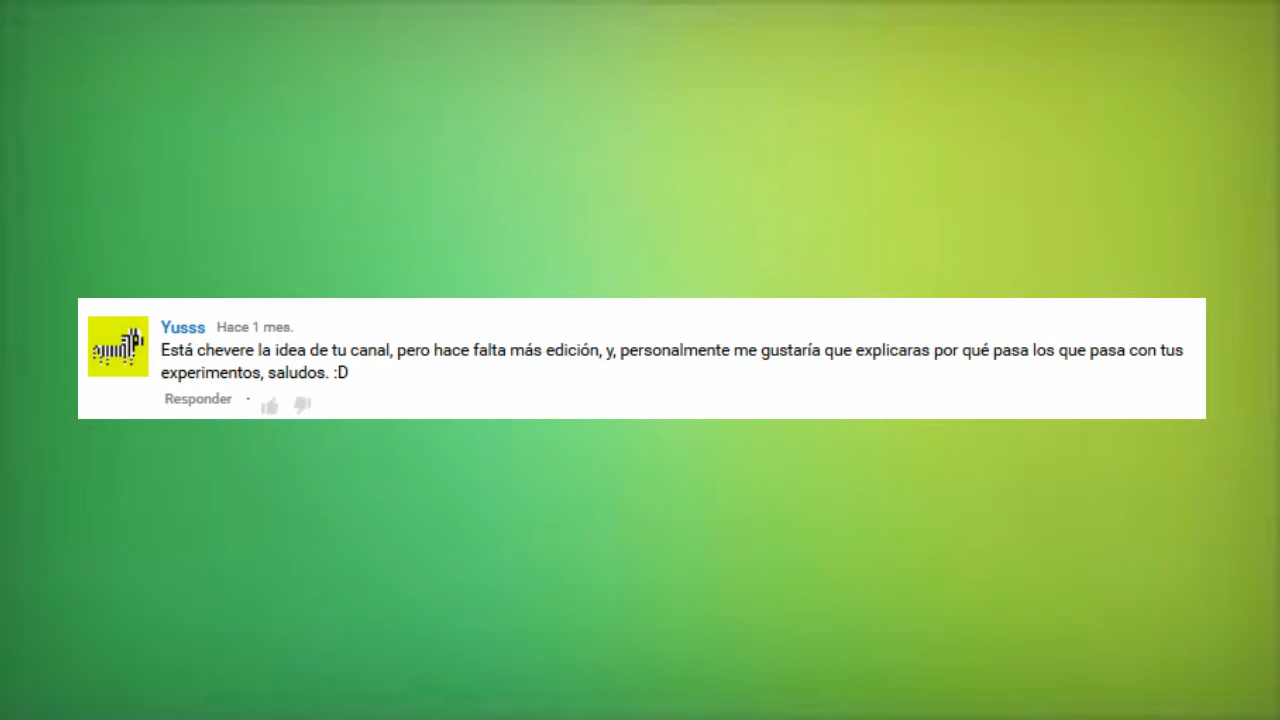 Yusss Hace 1 mes.
Está chevere la idea de tu canal, pero hace falta más edición, y, personalmente me gustaría que explicaras por qué pasa los que pasa con tus
experimentos, saludos. :D
Responder ·